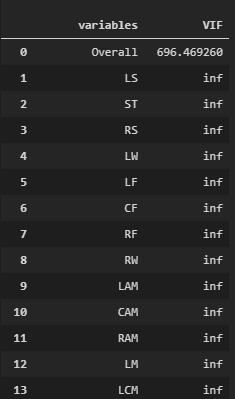 variables VIF
0 Overall 696.469260
1 LS inf
2 ST inf
3 RS inf
4 LW inf
5 LF inf
6 CF inf
7 RF inf
8 RW inf
9 LAM inf
10 CAM inf
11 RAM inf
12 LM inf
13 LCM inf